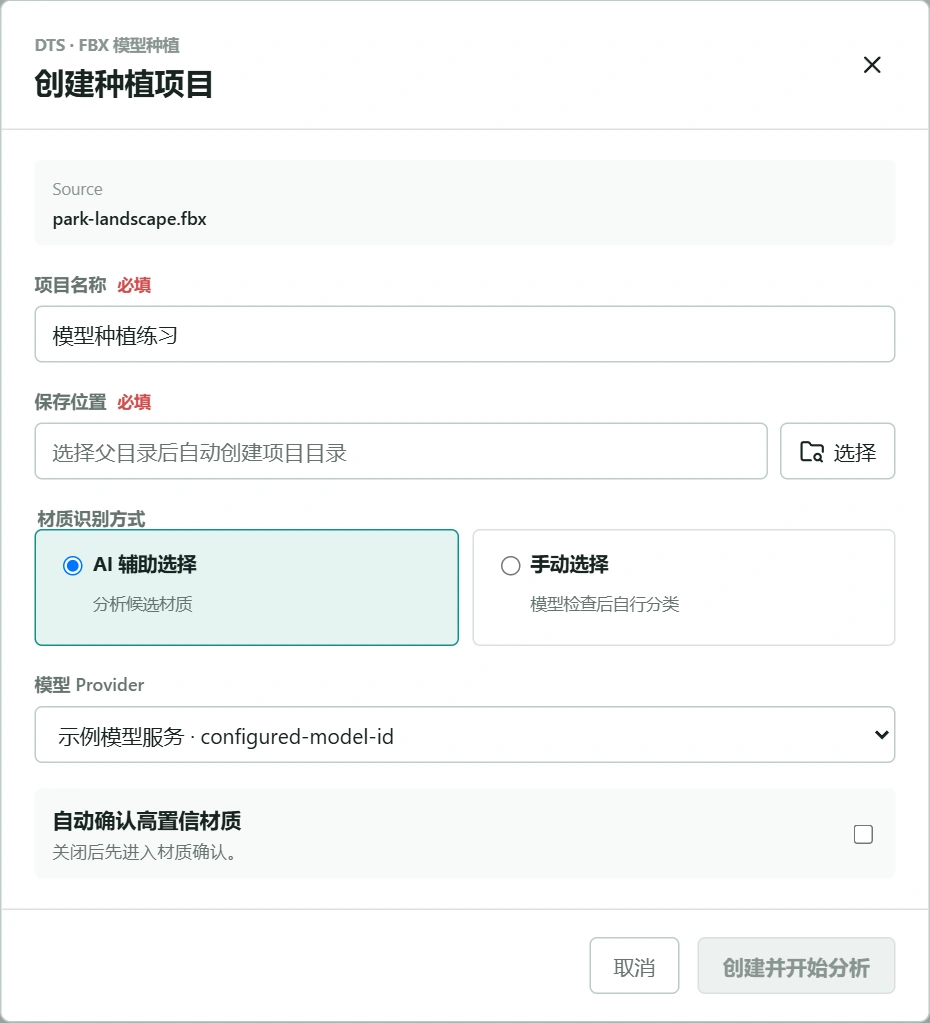 DTS · FBX 模型种植
创建种植项目
Source
park-landscape.fbx
项目名称 必填
模型种植练习
保存位置 必填
选择父目录后自动创建项目目录
选择
材质识别方式
AI 辅助选择
分析候选材质
手动选择
模型检查后自行分类
模型 Provider
示例模型服务 · configured-model-id
自动确认高置信材质
关闭后先进入材质确认。
取消
创建并开始分析